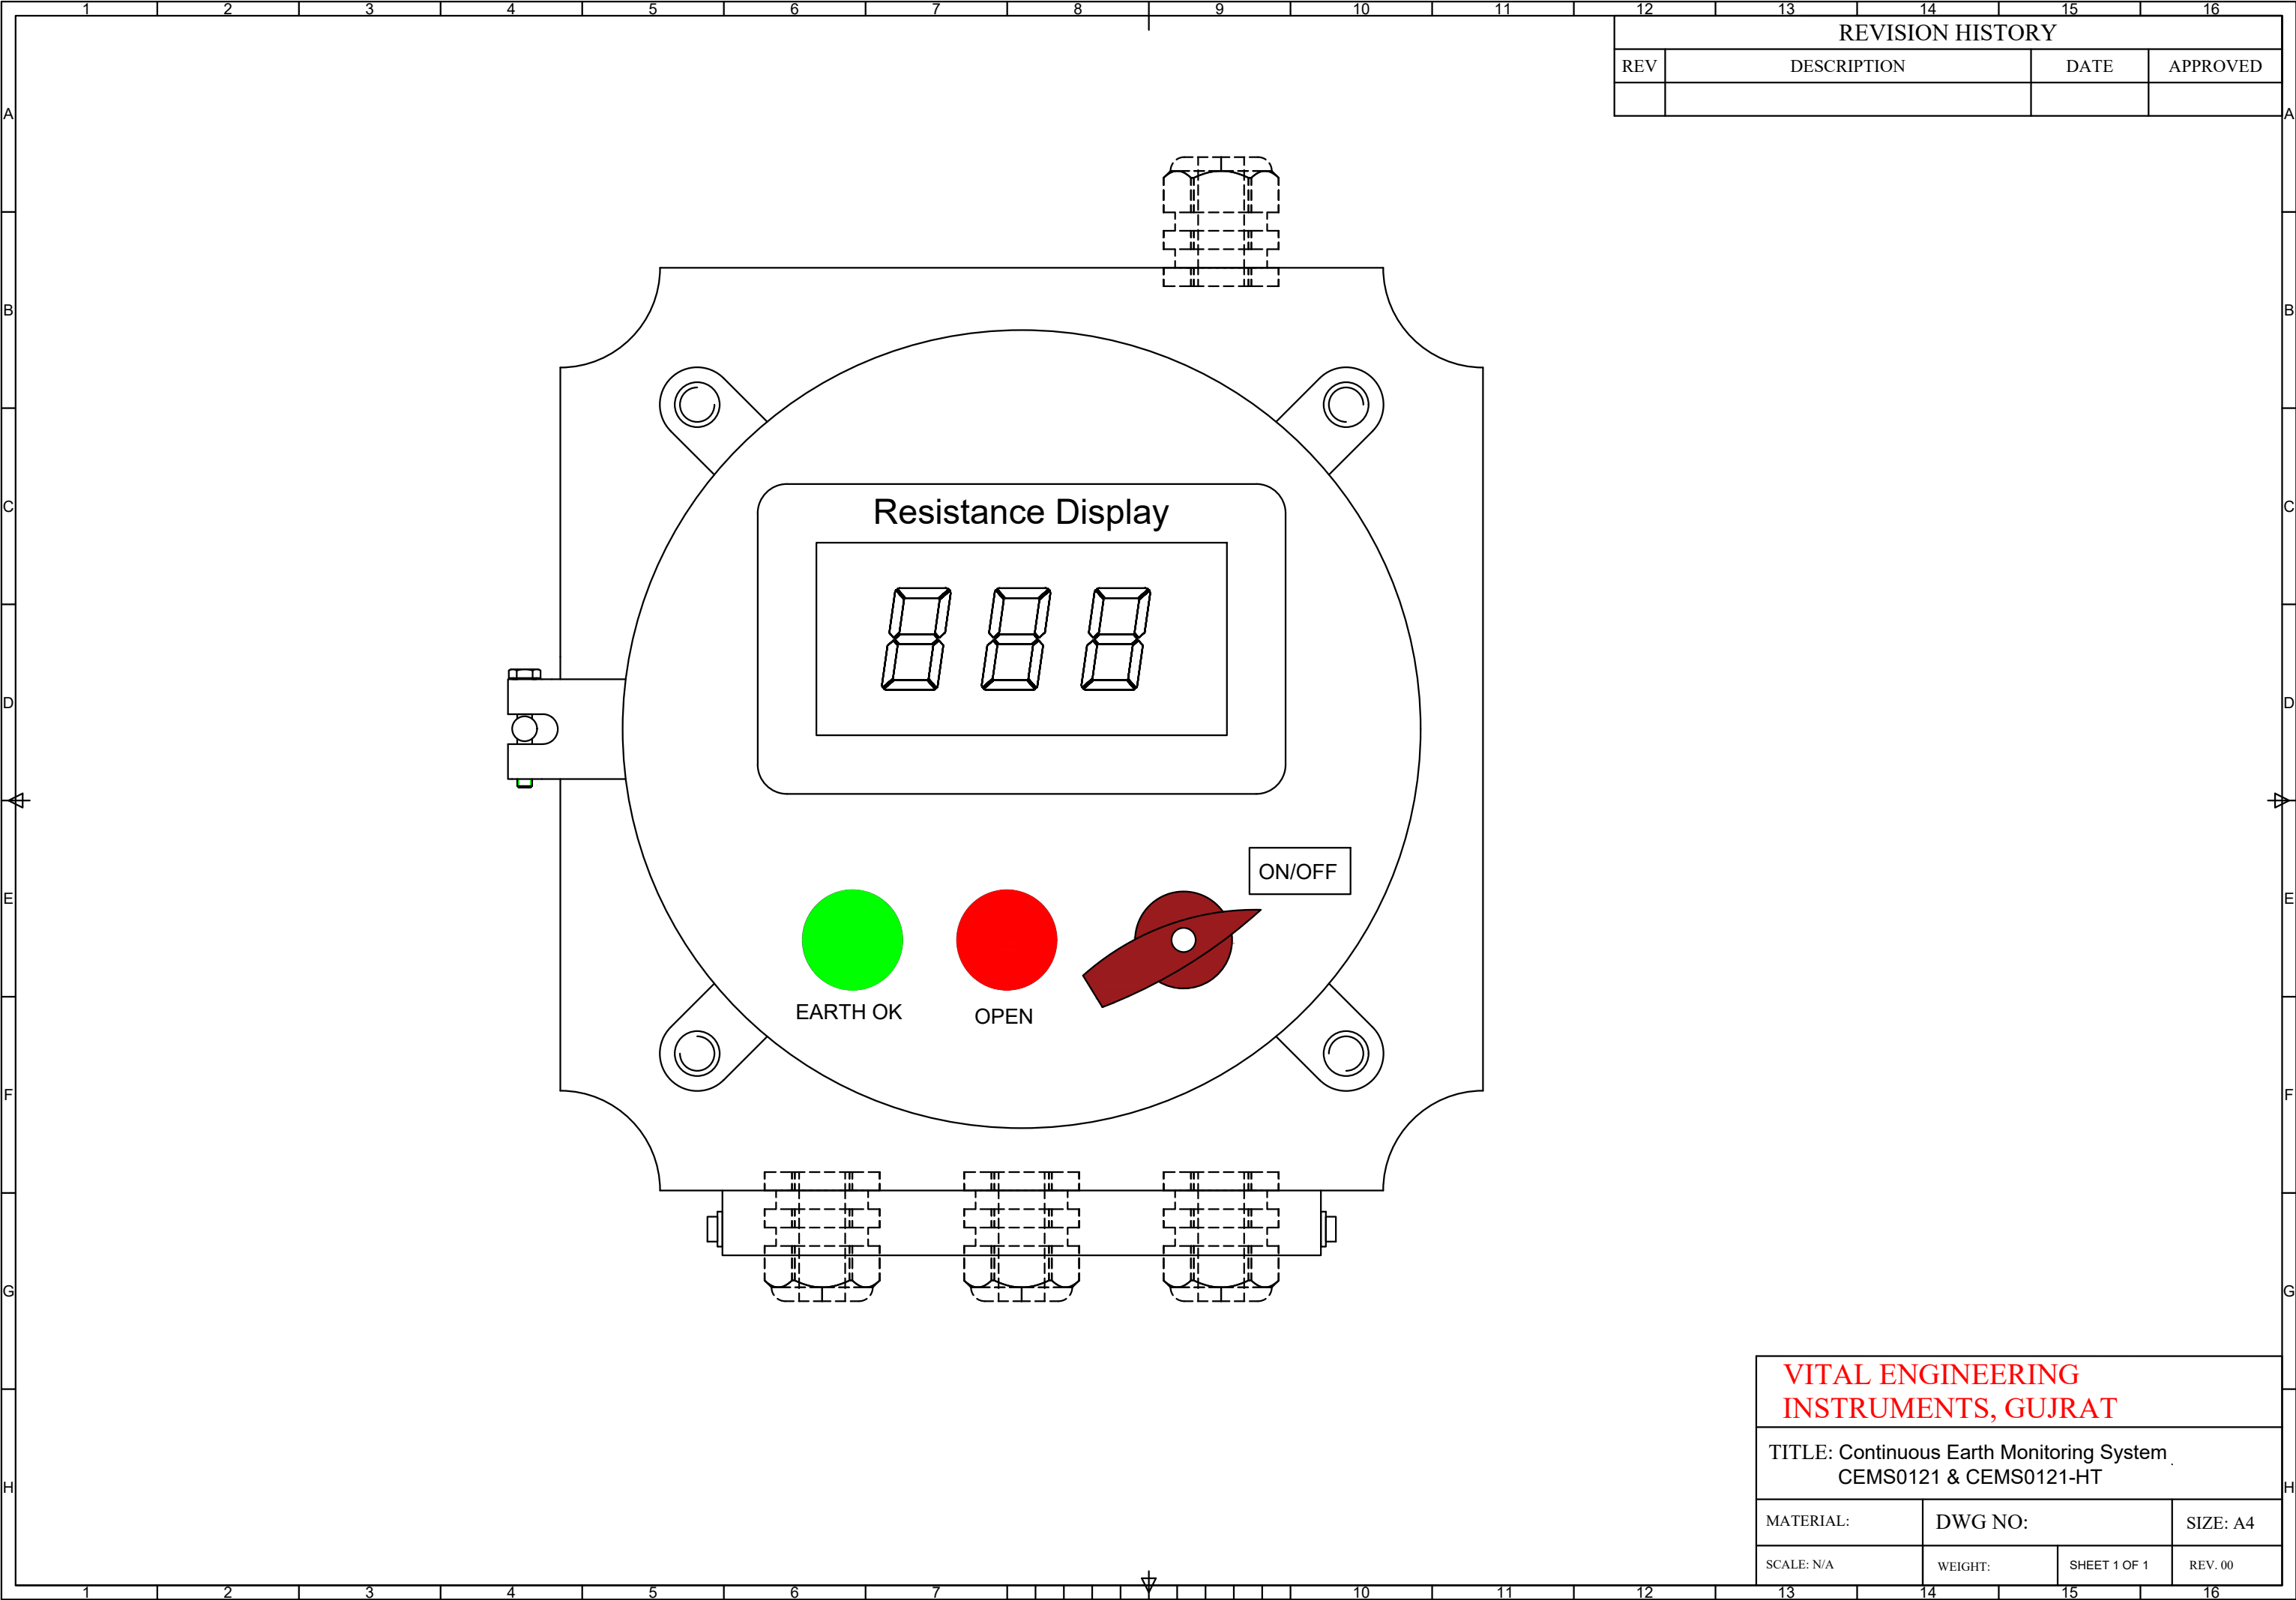 1 2 3 4 5 6 7 8 9 10 11 12 13 14 15 16
REVISION HISTORY
REV DESCRIPTION DATE APPROVED
A A
B B
C C
Resistance Display
888
D D
ON/OFF
E E
EARTH OK OPEN
F F
G G
VITAL ENGINEERING
INSTRUMENTS, GUJRAT
TITLE: Continuous Earth Monitoring System .
CEMS0121 & CEMS0121-HT
H H
MATERIAL: DWG NO: SIZE: A4
SCALE: N/A WEIGHT: SHEET 1 OF 1 REV. 00
1 2 3 4 5 6 7 10 11 12 13 14 15 16